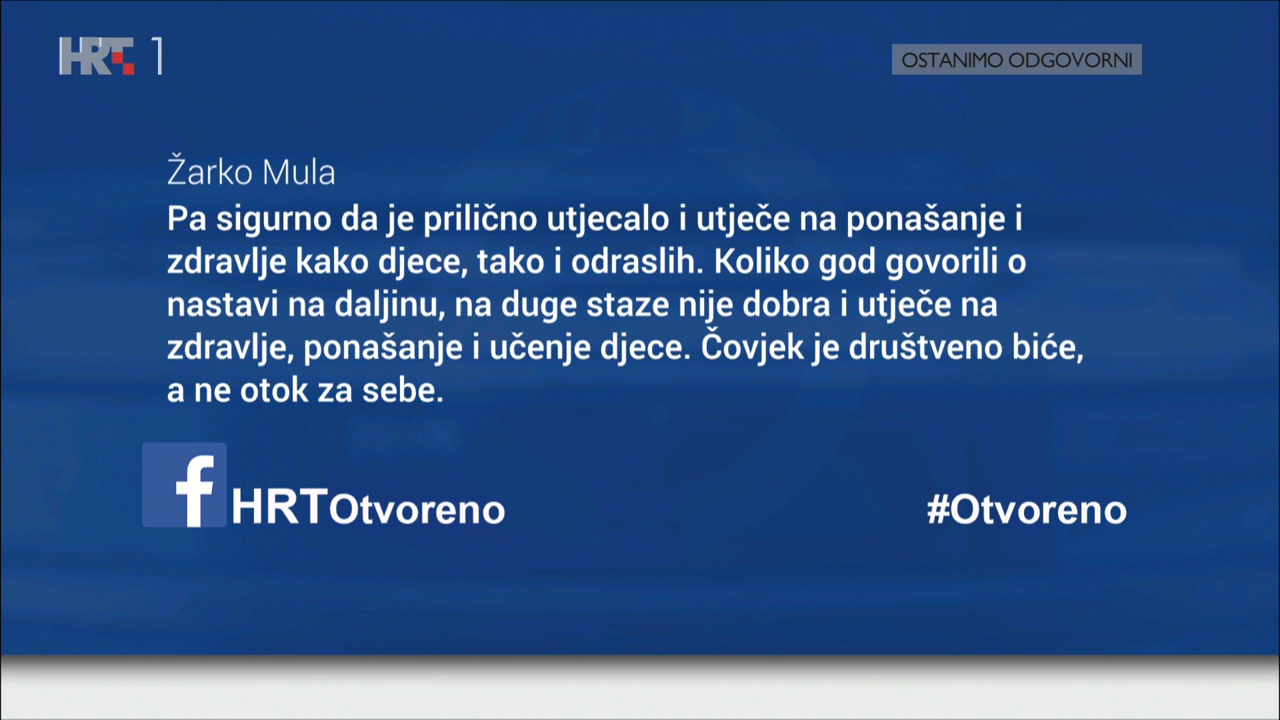 HRT 1
OSTANIMO ODGOVORNI
Žarko Mula
Pa sigurno da je prilično utjecalo i utječe na ponašanje i
zdravlje kako djece, tako i odraslih. Koliko god govorili o
nastavi na daljinu, na duge staze nije dobra i utječe na
zdravlje, ponašanje i učenje djece. Čovjek je društveno biće,
a ne otok za sebe.
f HRTOtvoreno
#Otvoreno